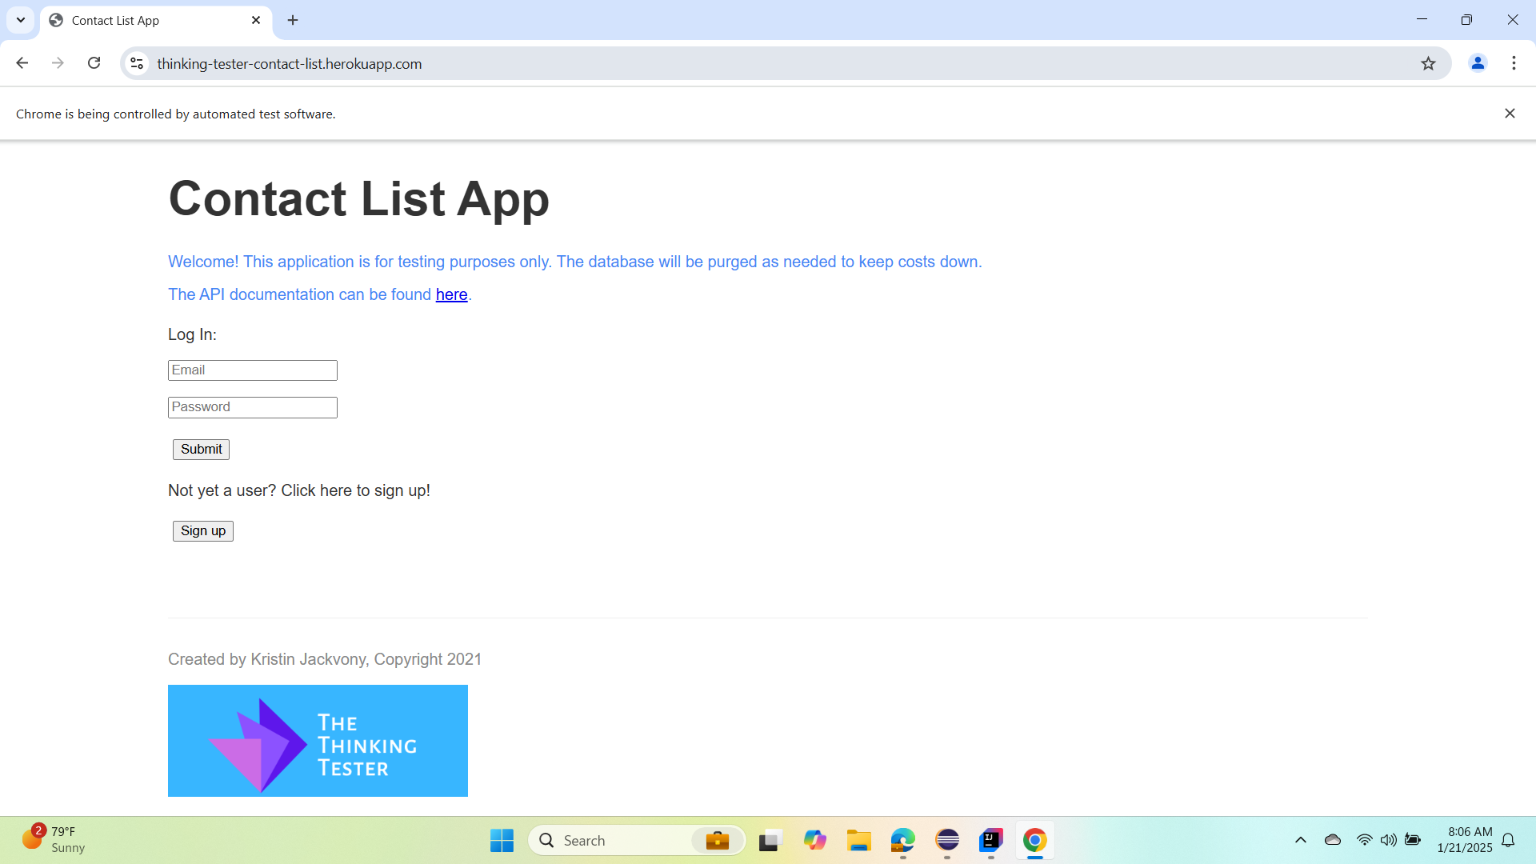 Contact List App
thinking-tester-contact-list.herokuapp.com
Chrome is being controlled by automated test software.
Contact List App
Welcome! This application is for testing purposes only. The database will be purged as needed to keep costs down.
The API documentation can be found here.
Log In:
Email
Password
Submit
Not yet a user? Click here to sign up!
Sign up
Created by Kristin Jackvony, Copyright 2021
THE
THINKING
TESTER
2
79°F
Sunny
Search
8:06 AM
1/21/2025